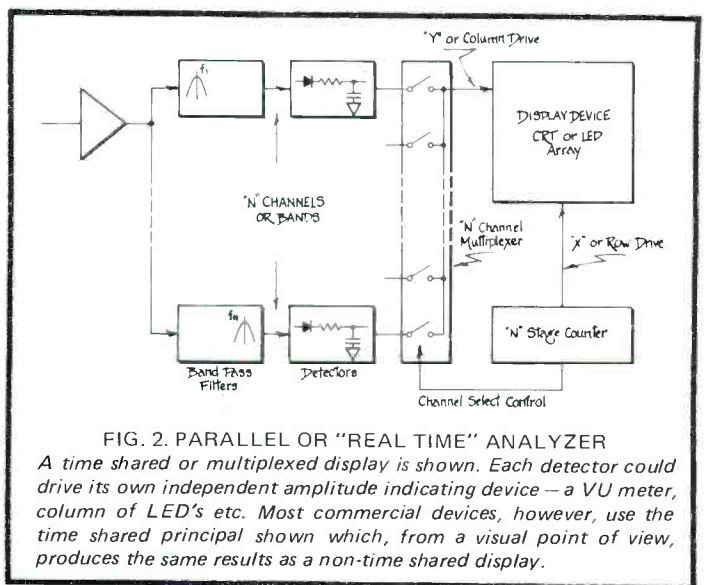 "Y" or Column Drive
f₁
DISPLAY DEVICE
CRT or LED
Array
"N" CHANNELS
OR BANDS
"N" Channel
Multiplexer
"X" or Row Drive
fₙ
"N" Stage Counter
Band Pass
Filters
Detectors
Channel Select Control
FIG. 2. PARALLEL OR "REAL TIME" ANALYZER
A time shared or multiplexed display is shown. Each detector could
drive its own independent amplitude indicating device — a VU meter,
column of LED's etc. Most commercial devices, however, use the
time shared principal shown which, from a visual point of view,
produces the same results as a non-time shared display.